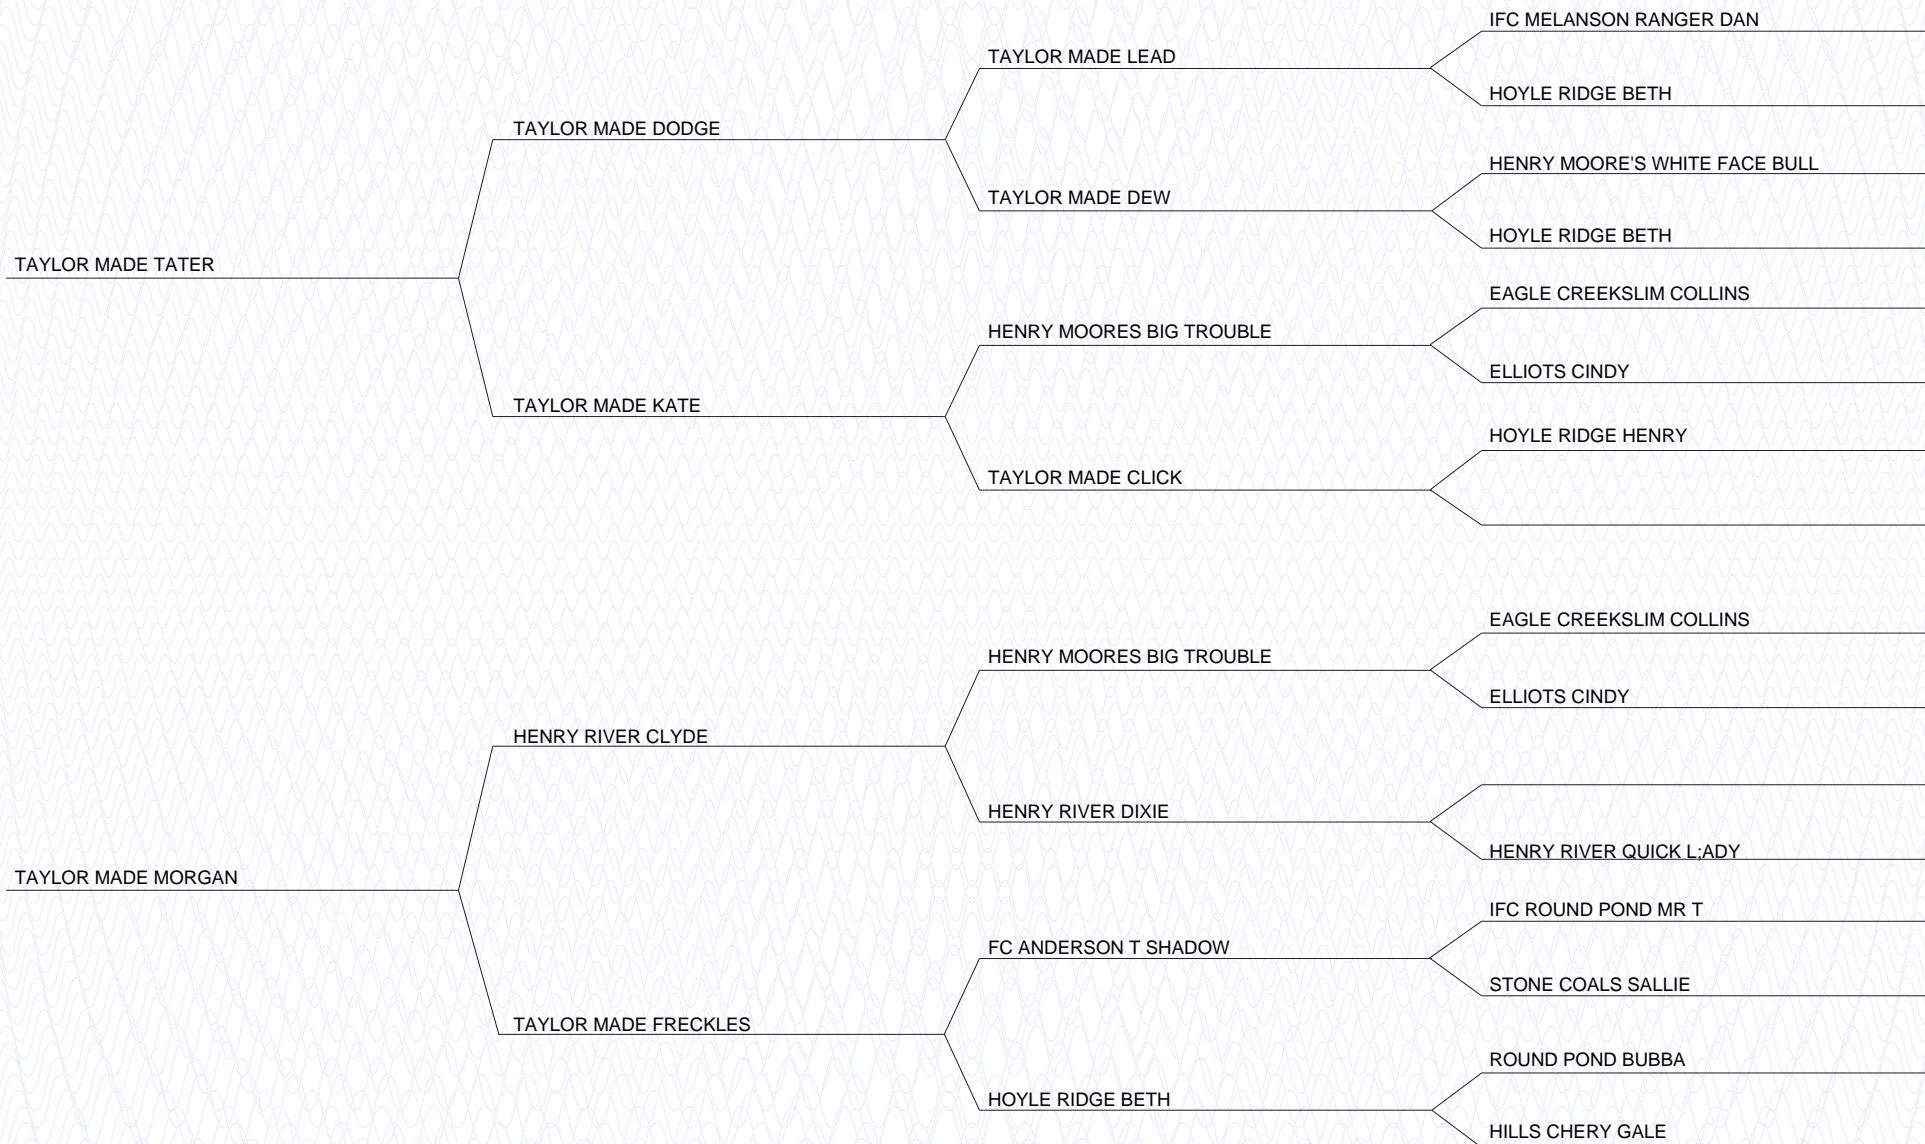 IFC MELANSON RANGER DAN
TAYLOR MADE LEAD
HOYLE RIDGE BETH
TAYLOR MADE DODGE
HENRY MOORE'S WHITE FACE BULL
TAYLOR MADE DEW
HOYLE RIDGE BETH
TAYLOR MADE TATER
EAGLE CREEKSLIM COLLINS
HENRY MOORES BIG TROUBLE
ELLIOTS CINDY
TAYLOR MADE KATE
HOYLE RIDGE HENRY
TAYLOR MADE CLICK
EAGLE CREEKSLIM COLLINS
HENRY MOORES BIG TROUBLE
ELLIOTS CINDY
HENRY RIVER CLYDE
HENRY RIVER DIXIE
HENRY RIVER QUICK L;ADY
TAYLOR MADE MORGAN
IFC ROUND POND MR T
FC ANDERSON T SHADOW
STONE COALS SALLIE
TAYLOR MADE FRECKLES
ROUND POND BUBBA
HOYLE RIDGE BETH
HILLS CHERY GALE